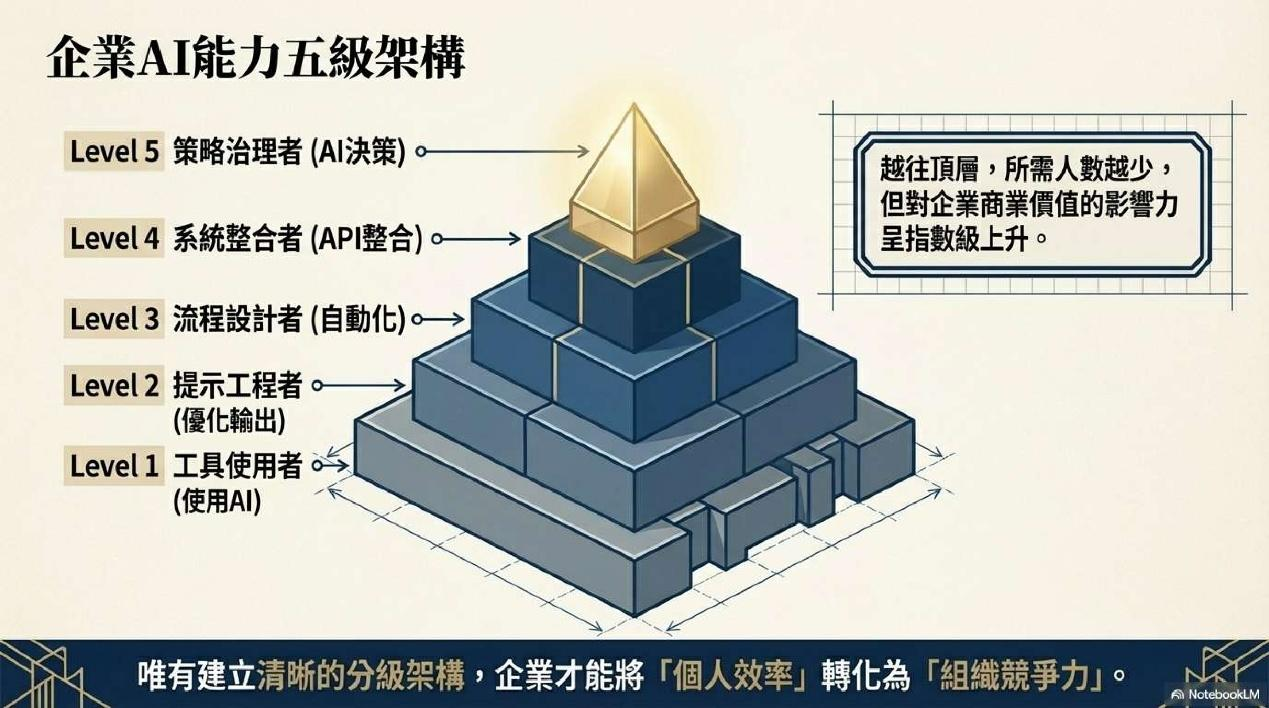 企業AI能力五級架構
Level 5 策略治理者 (AI決策)
Level 4 系統整合者 (API整合)
Level 3 流程設計者 (自動化)
Level 2 提示工程者
(優化輸出)
Level 1 工具使用者
(使用AI)
越往頂層，所需人數越少，
但對企業商業價值的影響力
呈指數級上升。
唯有建立清晰的分級架構，企業才能將「個人效率」轉化為「組織競爭力」。
NotebookLM